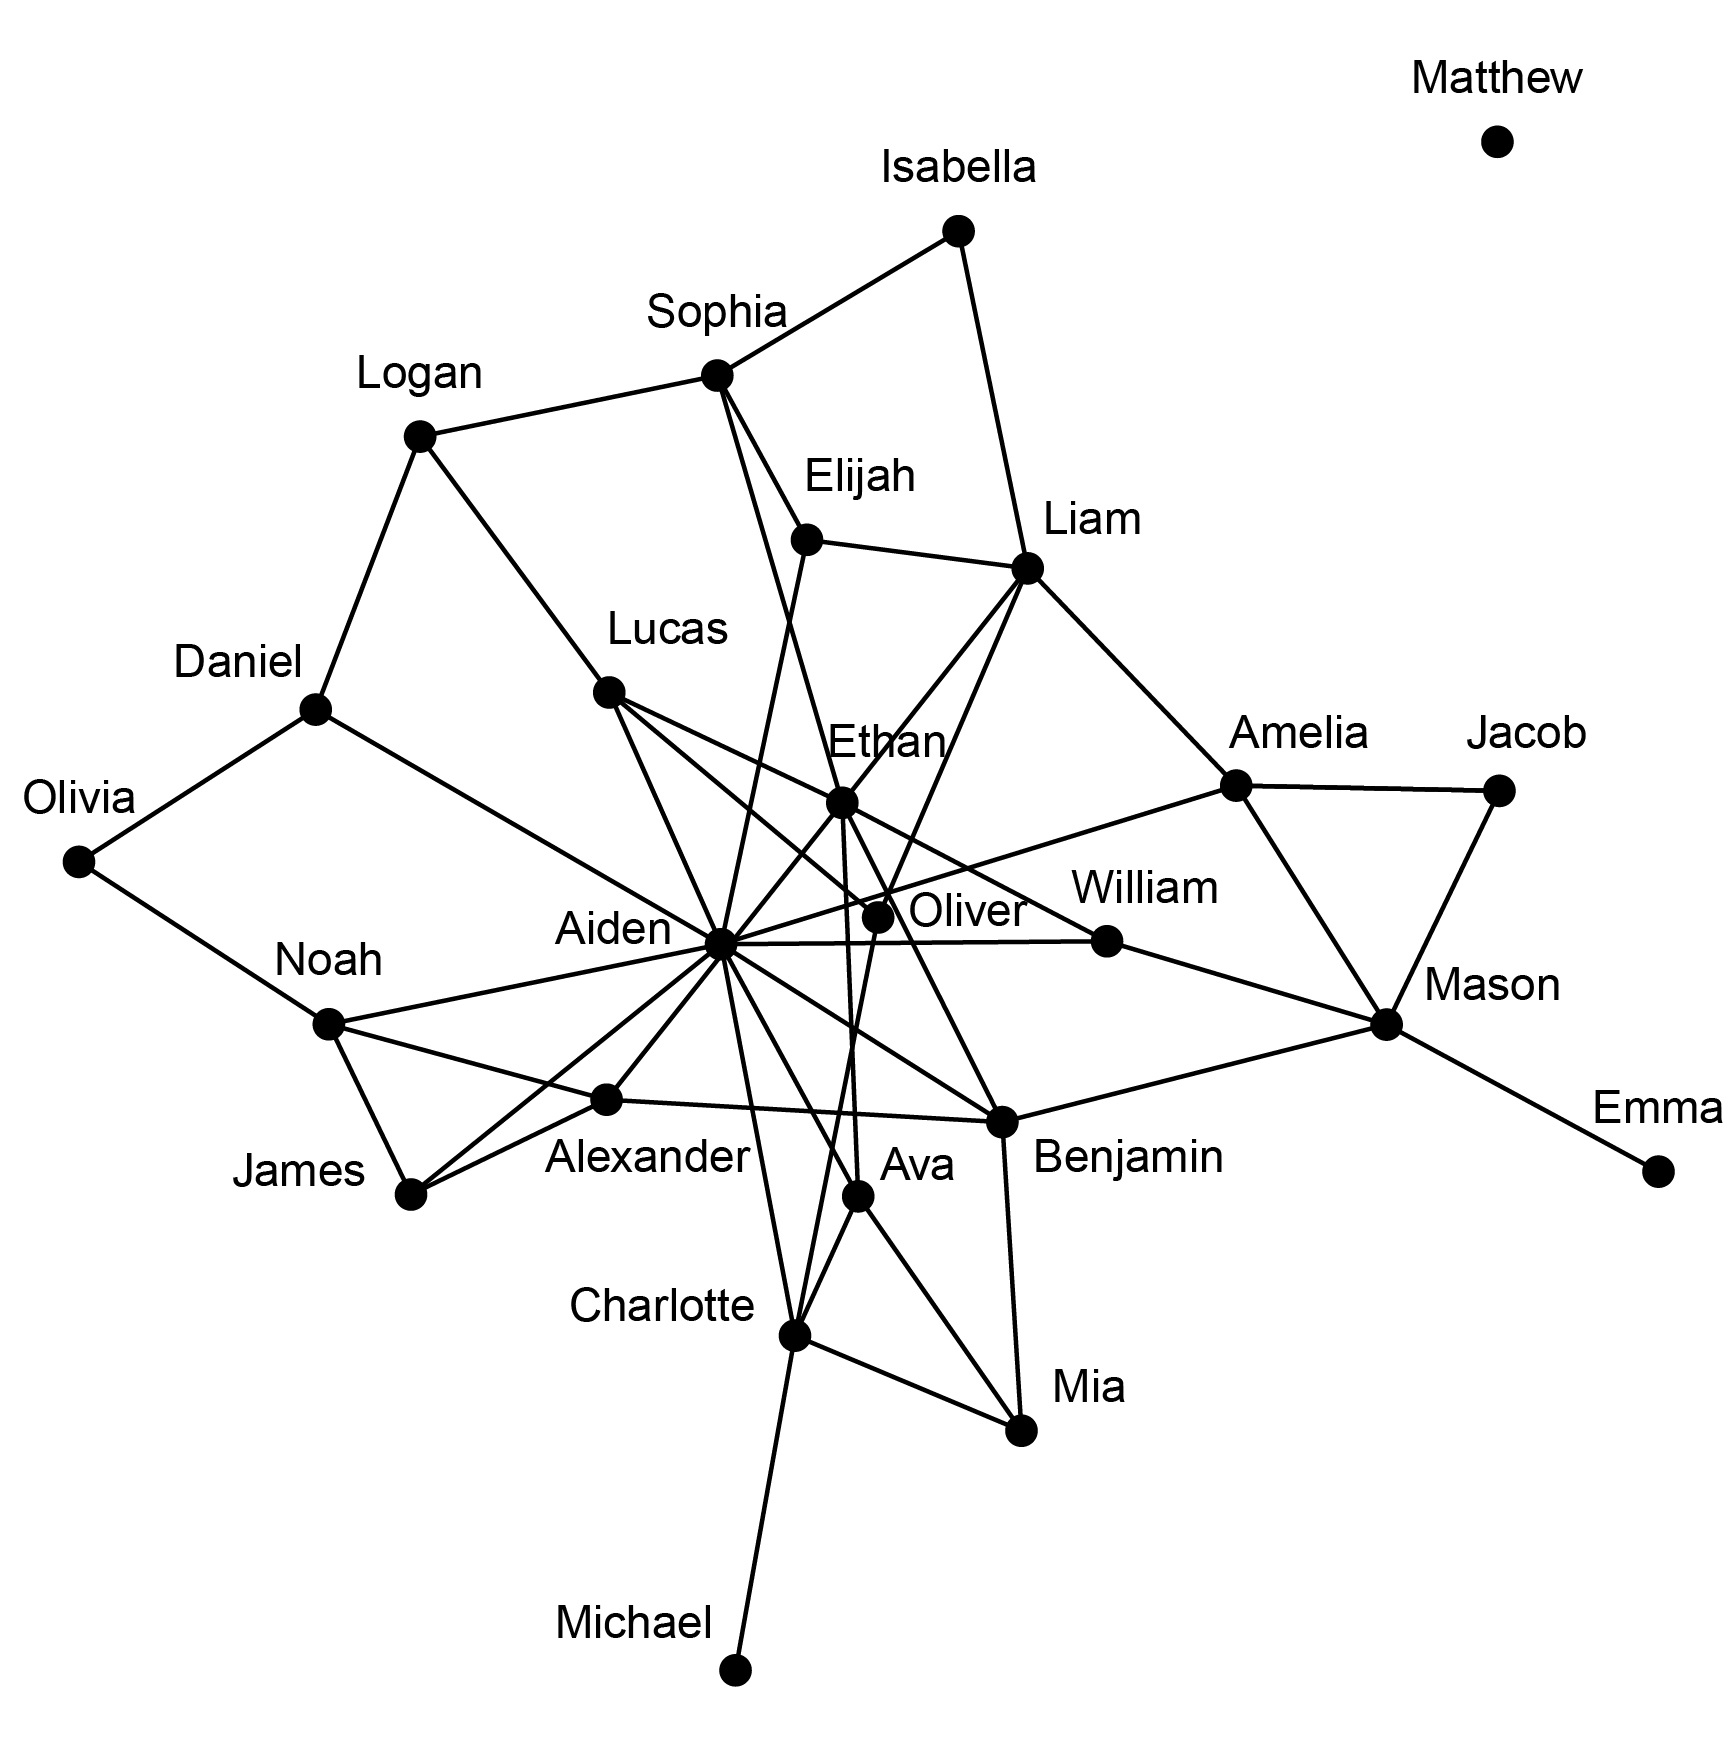 Matthew
Isabella
Sophia
Logan
Elijah
Liam
Lucas
Daniel
Ethan
Amelia
Jacob
Olivia
William
Oliver
Aiden
Noah
Mason
Emma
James
Alexander
Ava
Benjamin
Charlotte
Mia
Michael